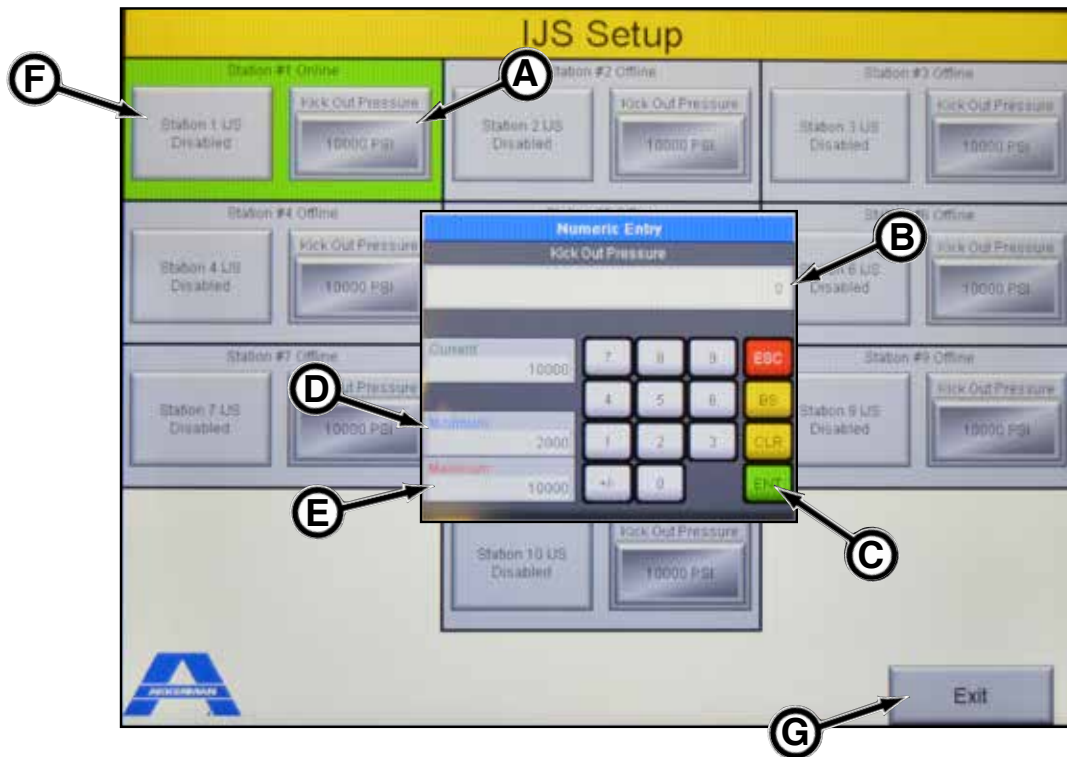 IJS Setup
Station #1 Online
Station 1 IJS
Disabled
Kick Out Pressure
10000 PSI
Station #2 Offline
Station 2 IJS
Disabled
Kick Out Pressure
10000 PSI
Station #3 Offline
Station 3 IJS
Disabled
Kick Out Pressure
10000 PSI
Station #4 Offline
Station 4 IJS
Disabled
Kick Out Pressure
10000 PSI
Disabled
Kick Out Pressure
10000 PSI
Station #7 Offline
Station 7 IJS
Disabled
Pressure
10000 PSI
Station #9 Offline
Station 9 IJS
Disabled
Kick Out Pressure
10000 PSI
Station 10 IJS
Disabled
Kick Out Pressure
10000 PSI
Numeric Entry
Kick Out Pressure
0
Current
10000
Minimum
2000
Maximum
10000
7 8 9 ESC
4 5 6 BS
1 2 3 CLR
+/- 0 ENT
Exit
A
B
C
D
E
F
G